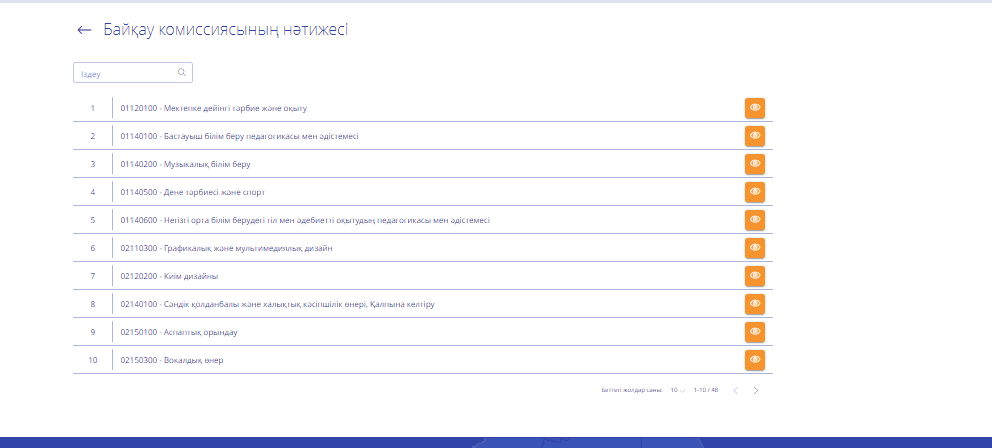 ← Байқау комиссиясының нәтижесі
Іздеу
1 01120100 - Мектепке дейінгі тәрбие және оқыту
2 01140100 - Бастауыш білім беру педагогикасы мен әдістемесі
3 01140200 - Музыкалық білім беру
4 01140500 - Дене тәрбиесі және спорт
5 01140600 - Негізгі орта білім берудегі тіл мен әдебиетті оқытудың педагогикасы мен әдістемесі
6 02110300 - Графикалық және мультимедиялық дизайн
7 02120200 - Киім дизайны
8 02140100 - Сәндік қолданбалы және халықтық кәсіпшілік өнері, Қалпына келтіру
9 02150100 - Аспаптық орындау
10 02150300 - Вокалдық өнер
Беттегі жолдар саны: 10 1-10 / 48